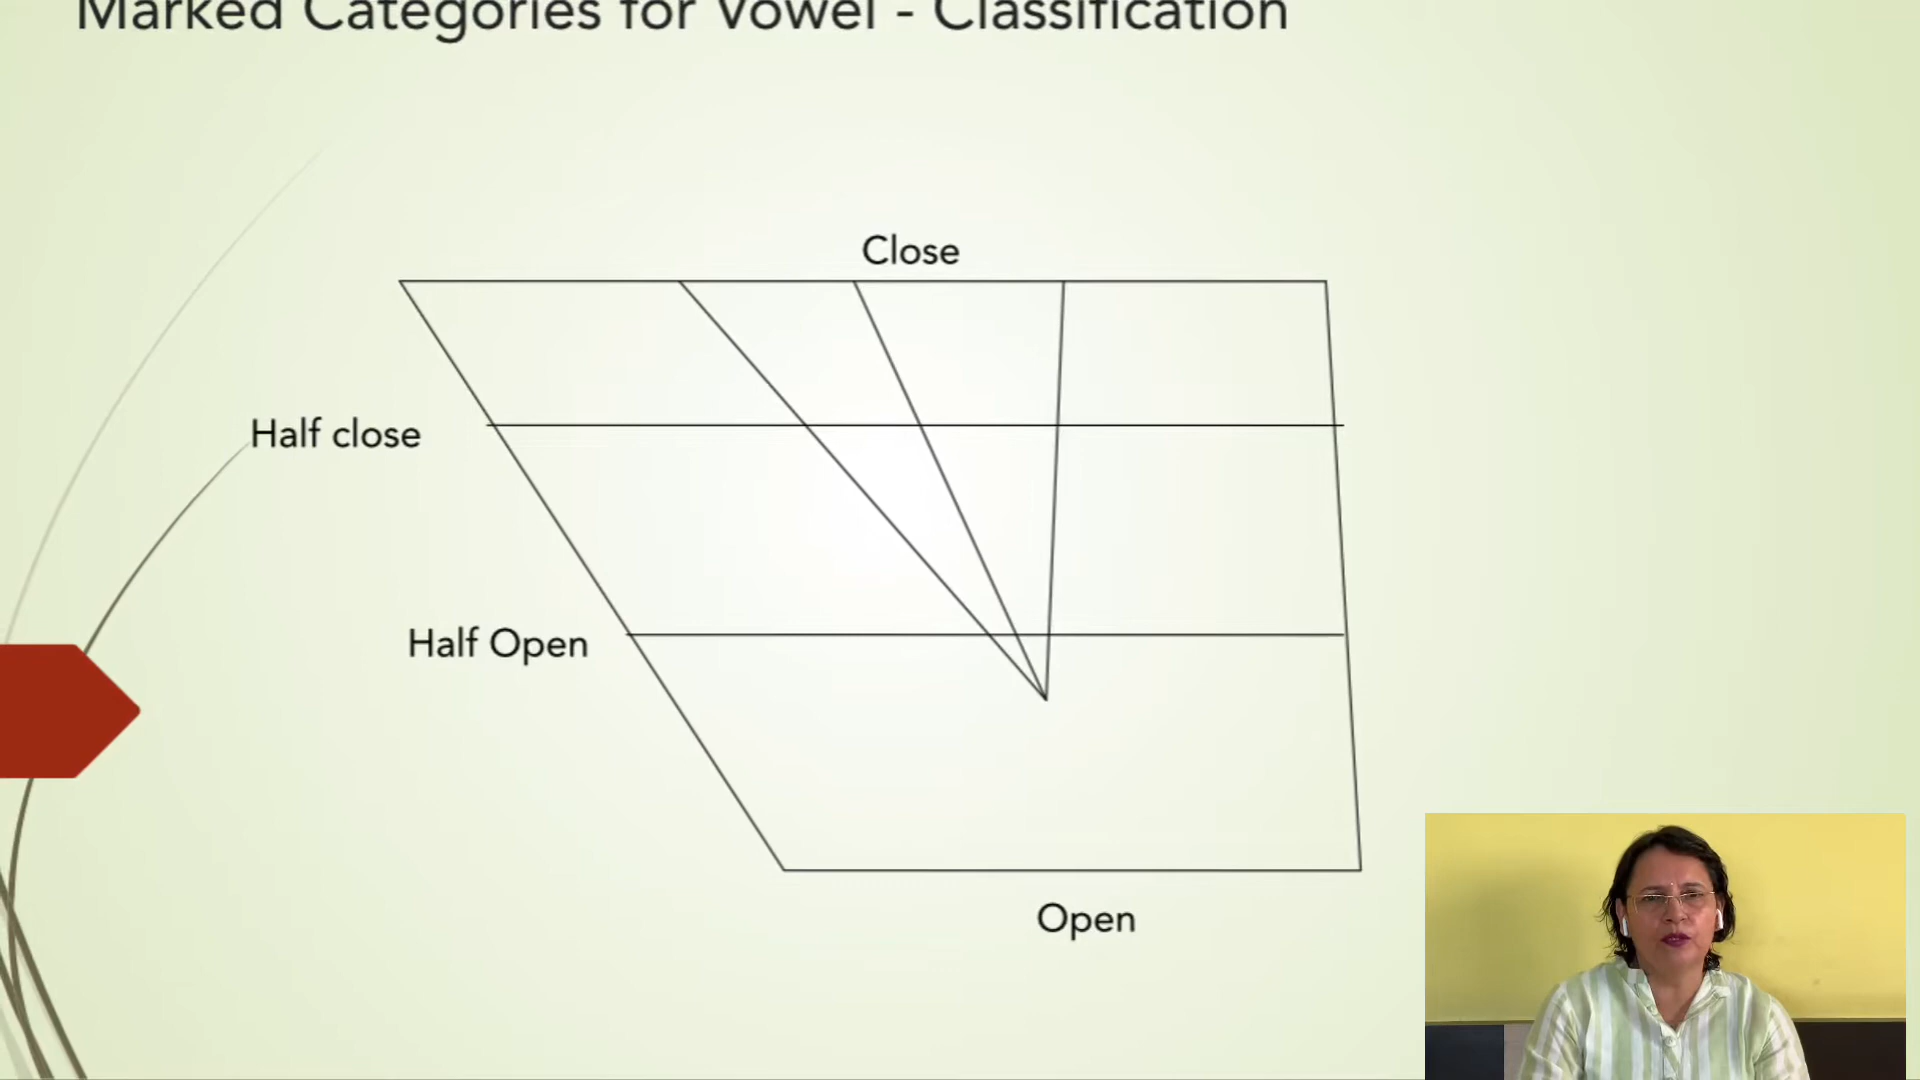 Marked Categories for Vowel - Classification
Close
Half close
Half Open
Open